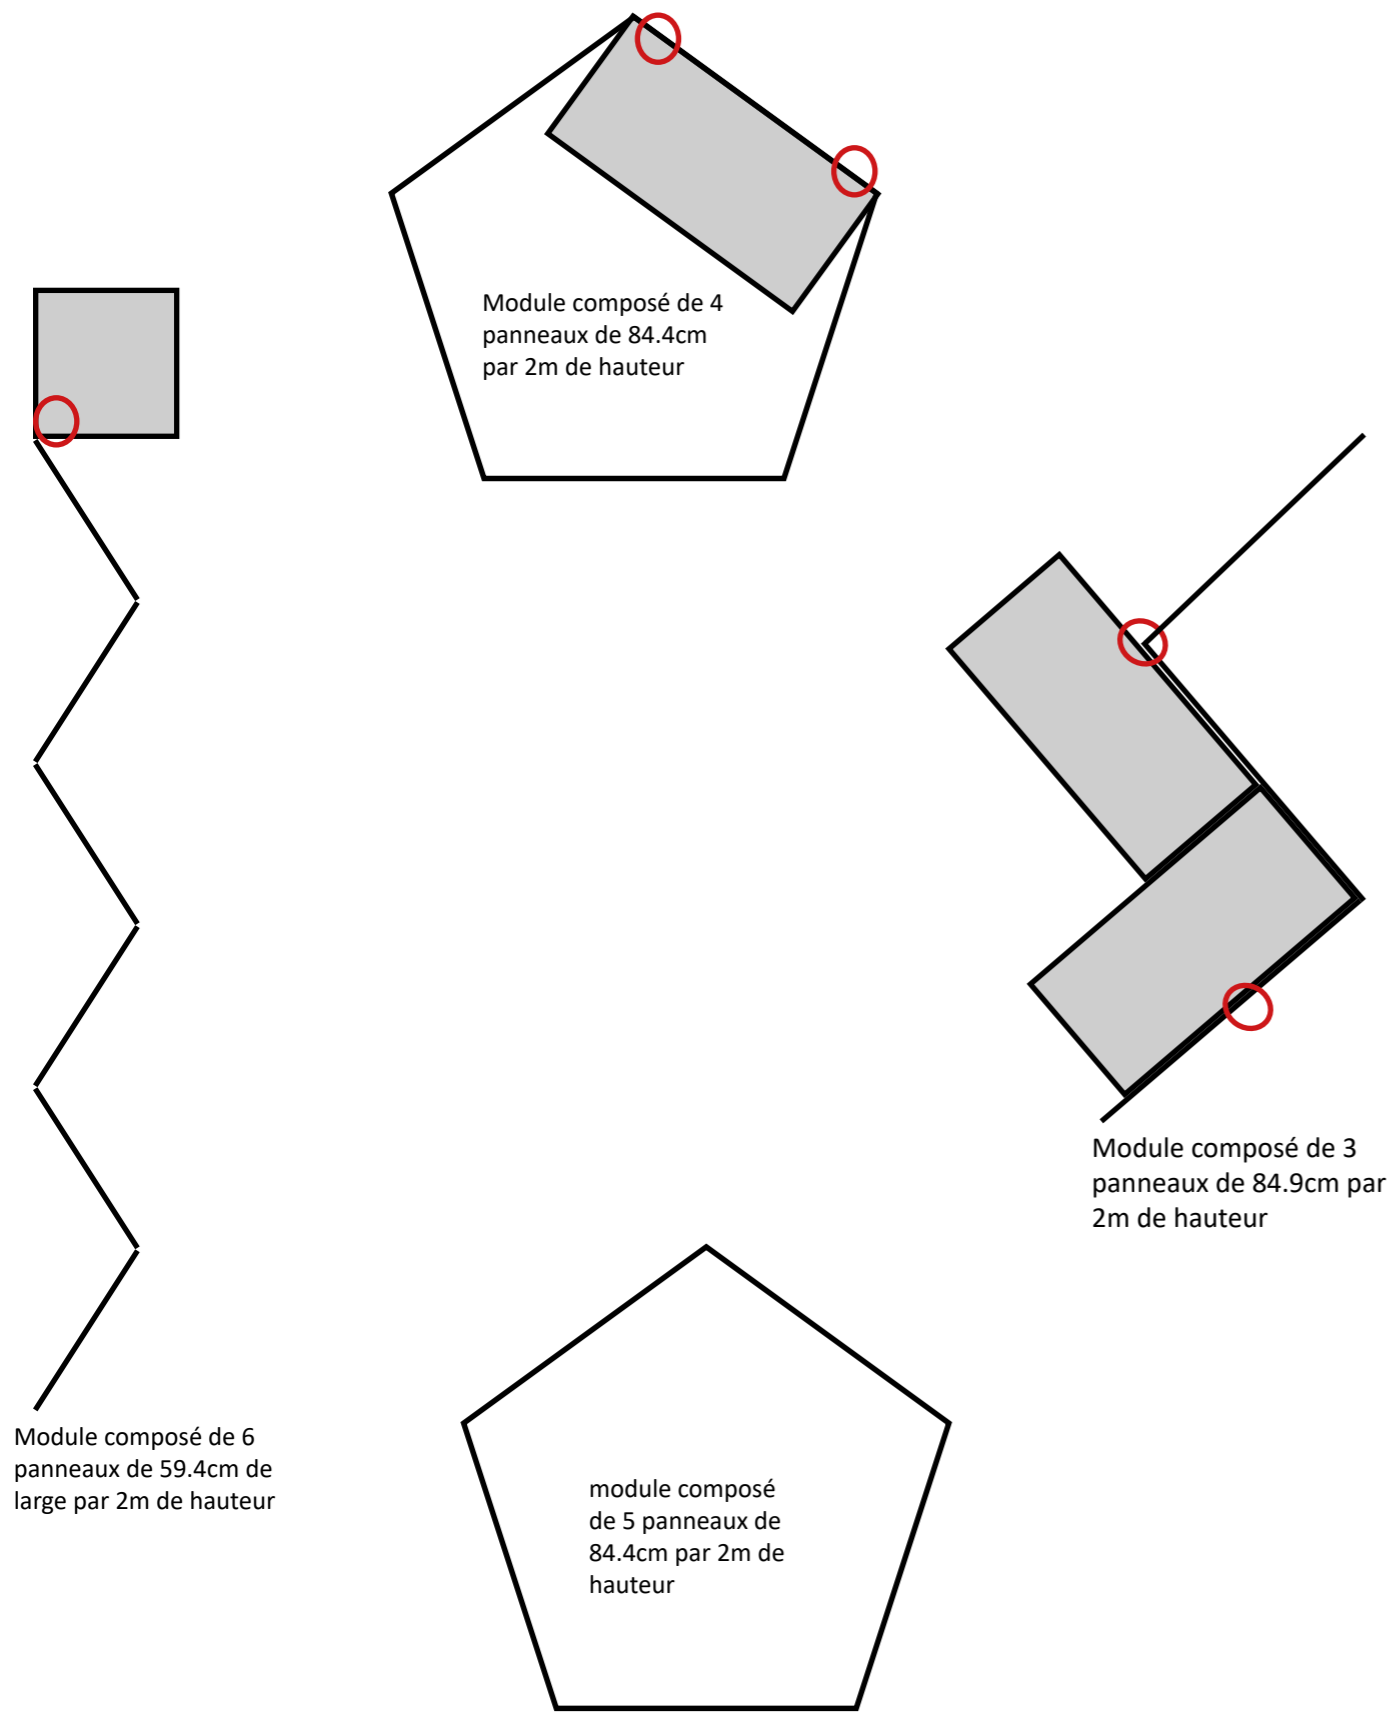 Module composé de 4
panneaux de 84.4cm
par 2m de hauteur
Module composé de 3
panneaux de 84.9cm par
2m de hauteur
Module composé de 6
panneaux de 59.4cm de
large par 2m de hauteur
module composé
de 5 panneaux de
84.4cm par 2m de
hauteur